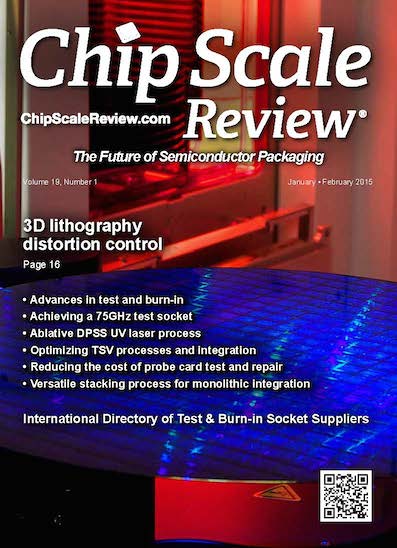 Chip Scale
ChipScaleReview.com
Review®
The Future of Semiconductor Packaging
Volume 19, Number 1
January • February 2015
3D lithography
distortion control
Page 16
• Advances in test and burn-in
• Achieving a 75GHz test socket
• Ablative DPSS UV laser process
• Optimizing TSV processes and integration
• Reducing the cost of probe card test and repair
• Versatile stacking process for monolithic integration
International Directory of Test & Burn-in Socket Suppliers